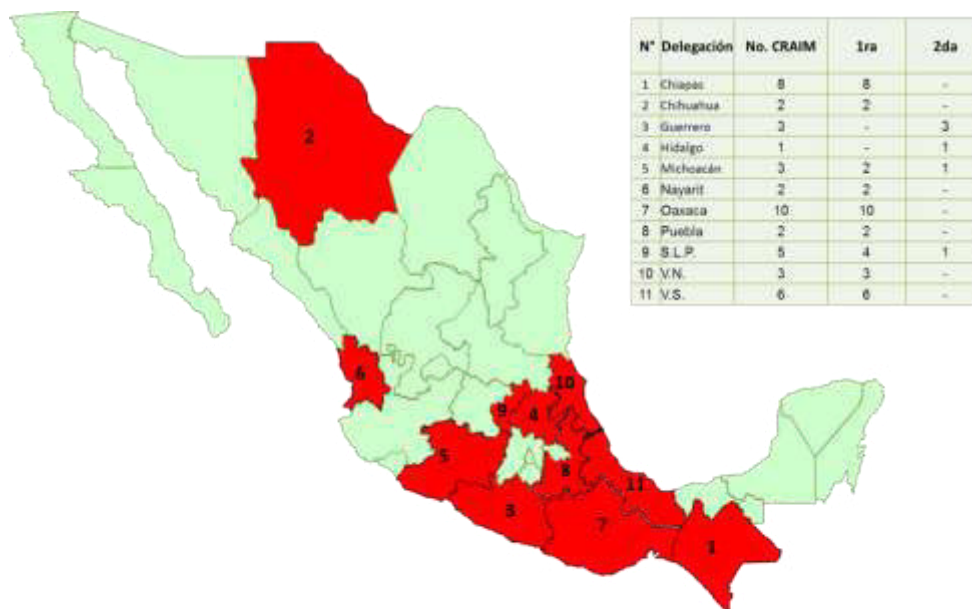 N° Delegación No. CRAIM 1ra 2da
1 Chiapas 8 8 -
2 Chihuahua 2 2 -
3 Guerrero 3 - 3
4 Hidalgo 1 - 1
5 Michoacán 3 2 1
6 Nayarit 2 2 -
7 Oaxaca 10 10 -
8 Puebla 2 2 -
9 S.L.P. 5 4 1
10 V.N. 3 3 -
11 V.S. 6 6 -
2
6
10
9
4
5
8
11
3
7
1